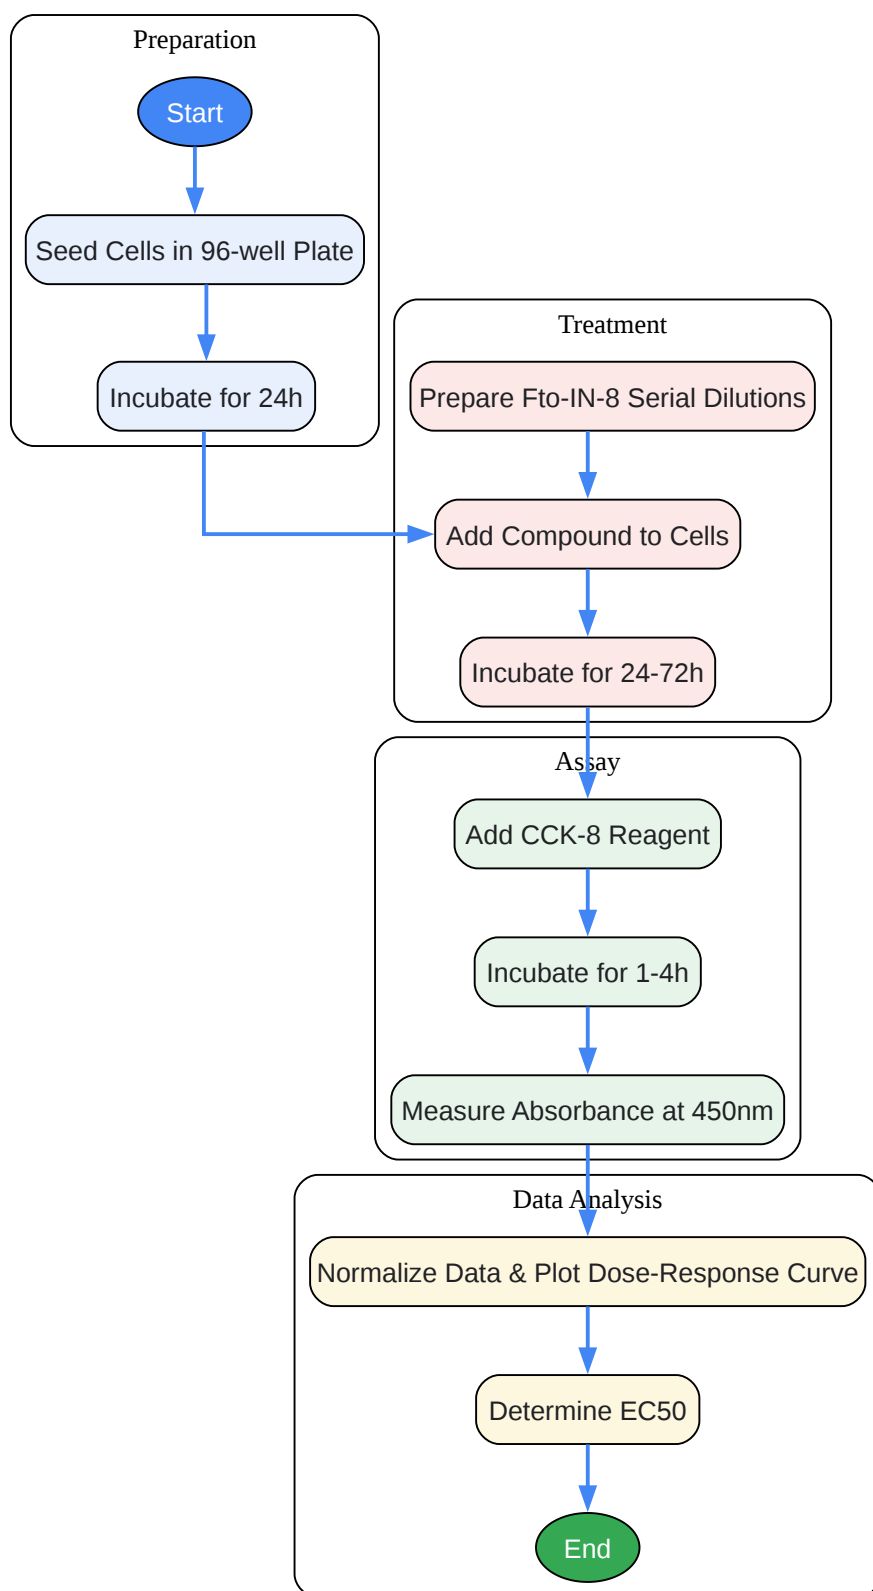 Preparation
Start
Seed Cells in 96-well Plate
Incubate for 24h
Treatment
Prepare Fto-IN-8 Serial Dilutions
Add Compound to Cells
Incubate for 24-72h
Assay
Add CCK-8 Reagent
Incubate for 1-4h
Measure Absorbance at 450nm
Data Analysis
Normalize Data & Plot Dose-Response Curve
Determine EC50
End